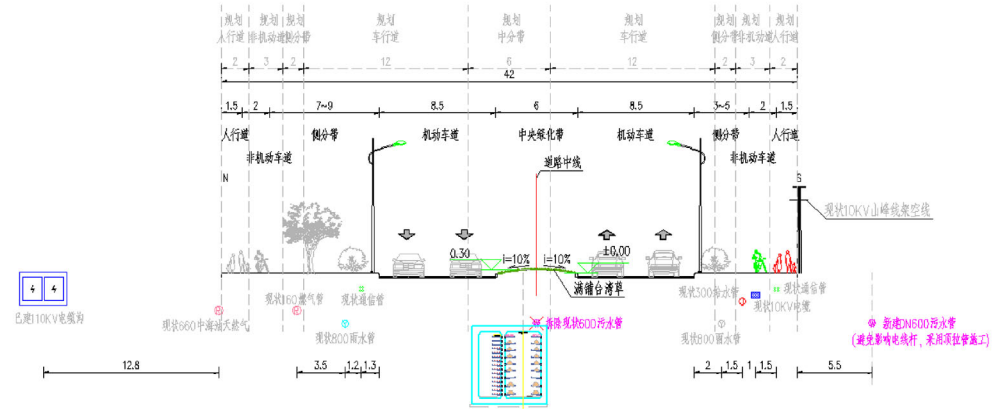 规划 规划 规划 规划 规划 规划 规划 规划 规划
人行道 非机动道 侧分带 车行道 中分带 车行道 侧分带 非机动道 人行道
2 3 2 12 6 12 2 3 2
42
1.5 2 7~9 8.5 6 8.5 3~5 2 1.5
人行道 侧分带 机动车道 中央绿化带 机动车道 侧分带 人行道
非机动车道 非机动车道
道路中线
N S
现状10KV山峰线架空线
0.30 i=10% i=10% ±0.00
满铺台湾草
现状160燃气管 现状通信管 现状300给水管 现状通信管
现状10KV电缆
已建110KV电缆沟 现状660中海油天然气 现状800雨水管 拆除现状600污水管 现状800雨水管 新建DN600污水管
(避免影响电线杆，采用顶拉管施工)
12.8 3.5 1.2 1.3 2 1.5 1 1.5 5.5